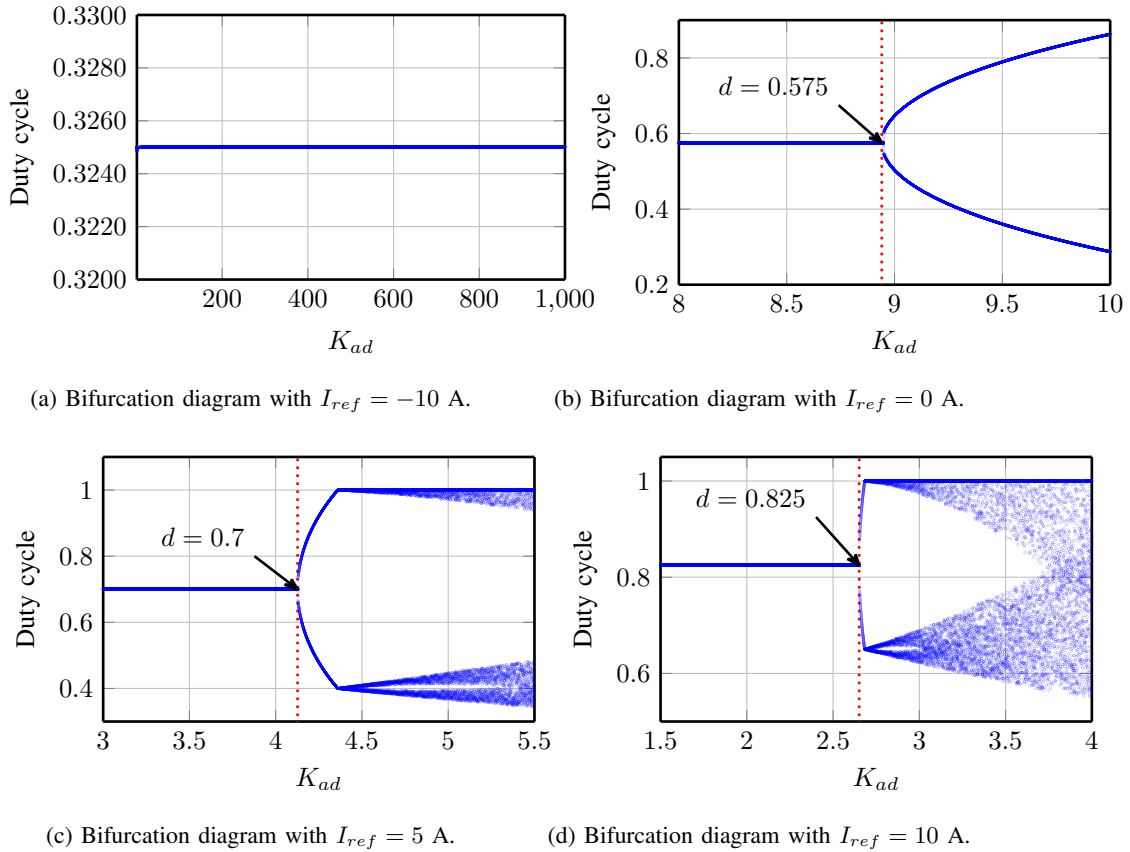 0.3300
0.3280
0.3260
0.3240
0.3220
0.3200
Duty cycle
200
400
600
800
1,000
K_ad
(a) Bifurcation diagram with I_ref = −10 A.
0.8
0.6
0.4
0.2
Duty cycle
d = 0.575
8
8.5
9
9.5
10
K_ad
(b) Bifurcation diagram with I_ref = 0 A.
1
0.8
0.6
0.4
Duty cycle
d = 0.7
3
3.5
4
4.5
5
5.5
K_ad
(c) Bifurcation diagram with I_ref = 5 A.
1
0.8
0.6
Duty cycle
d = 0.825
1.5
2
2.5
3
3.5
4
K_ad
(d) Bifurcation diagram with I_ref = 10 A.